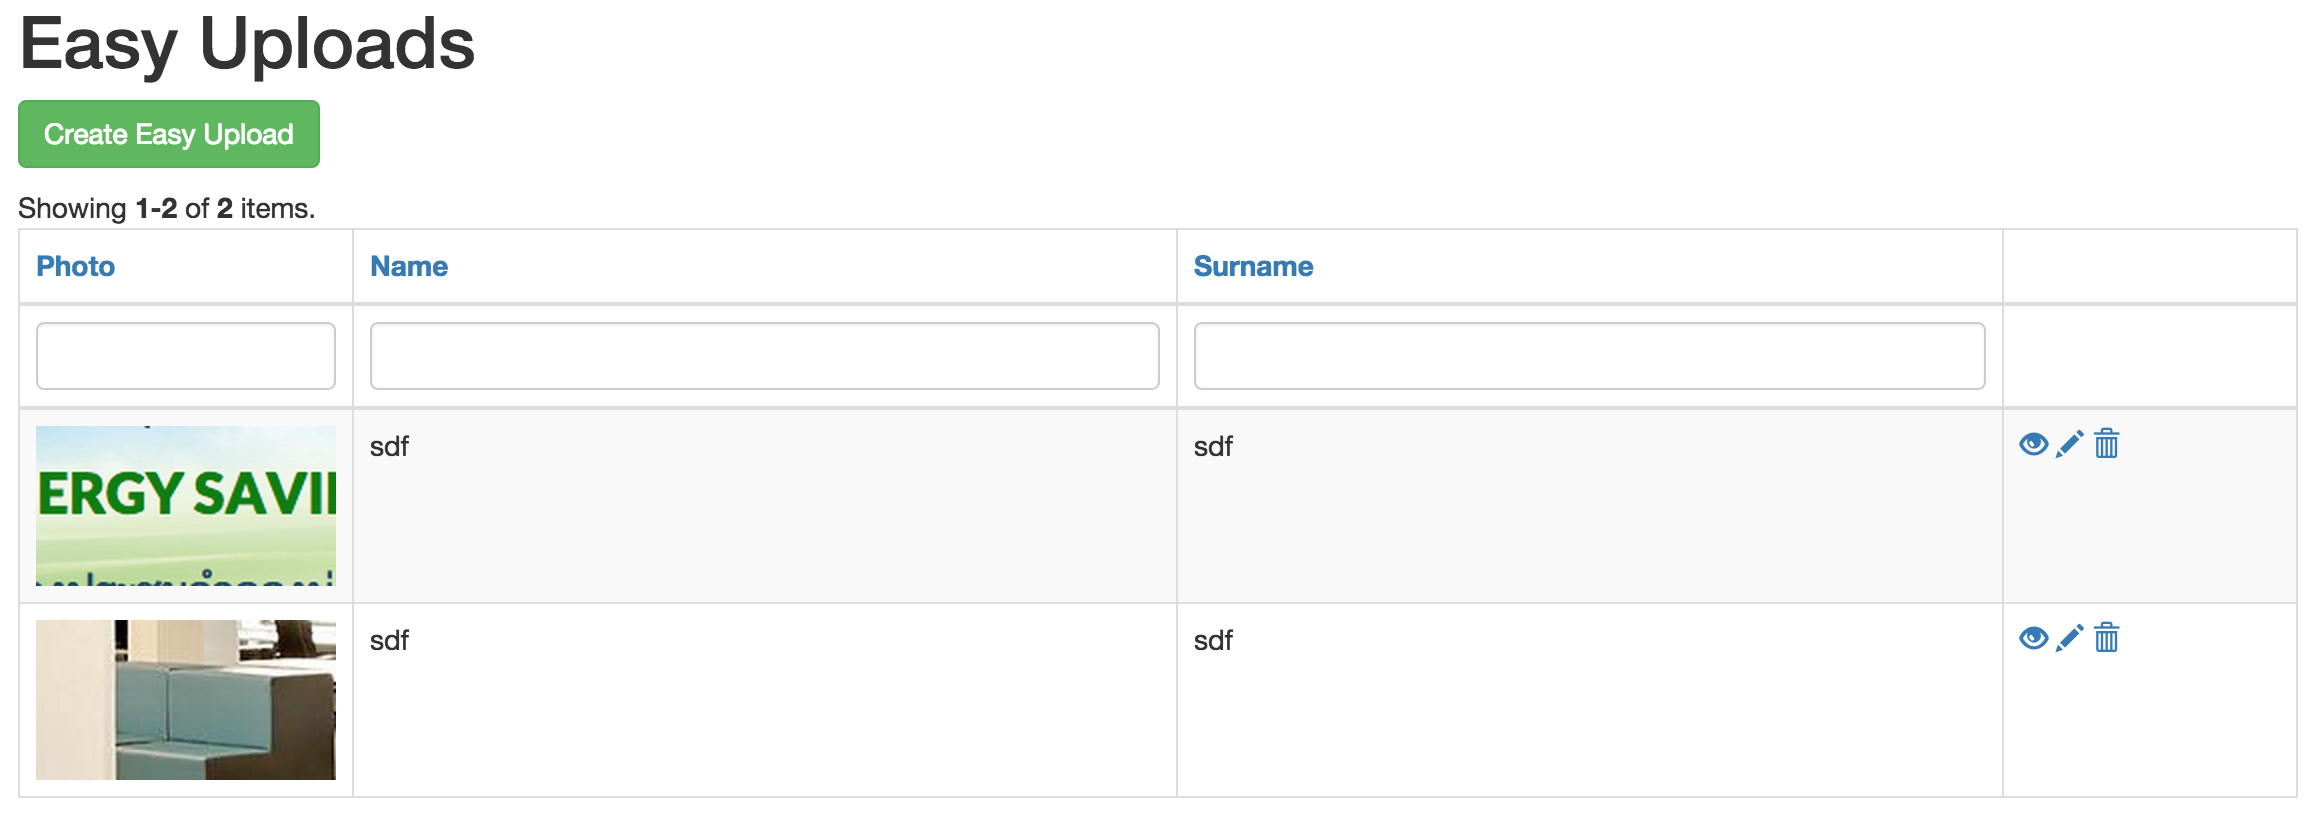 Easy Uploads
Create Easy Upload
Showing 1-2 of 2 items.
Photo Name Surname
ERGY SAVI
sdf sdf
sdf sdf